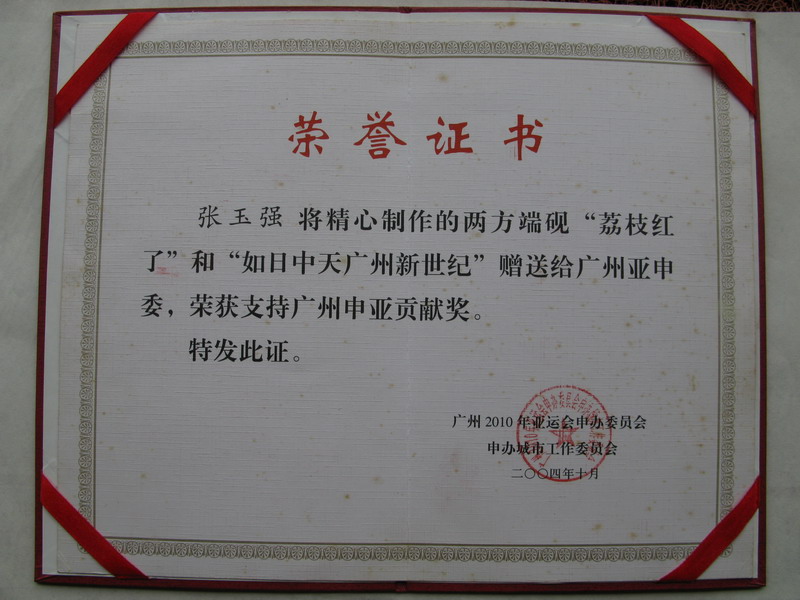 荣誉证书
张玉强 将精心制作的两方端砚“荔枝红
了”和“如日中天广州新世纪”赠送给广州亚申
委，荣获支持广州申亚贡献奖。
特发此证。
广州 2010 年亚运会申办委员会
申办城市工作委员会
二〇〇四年十月